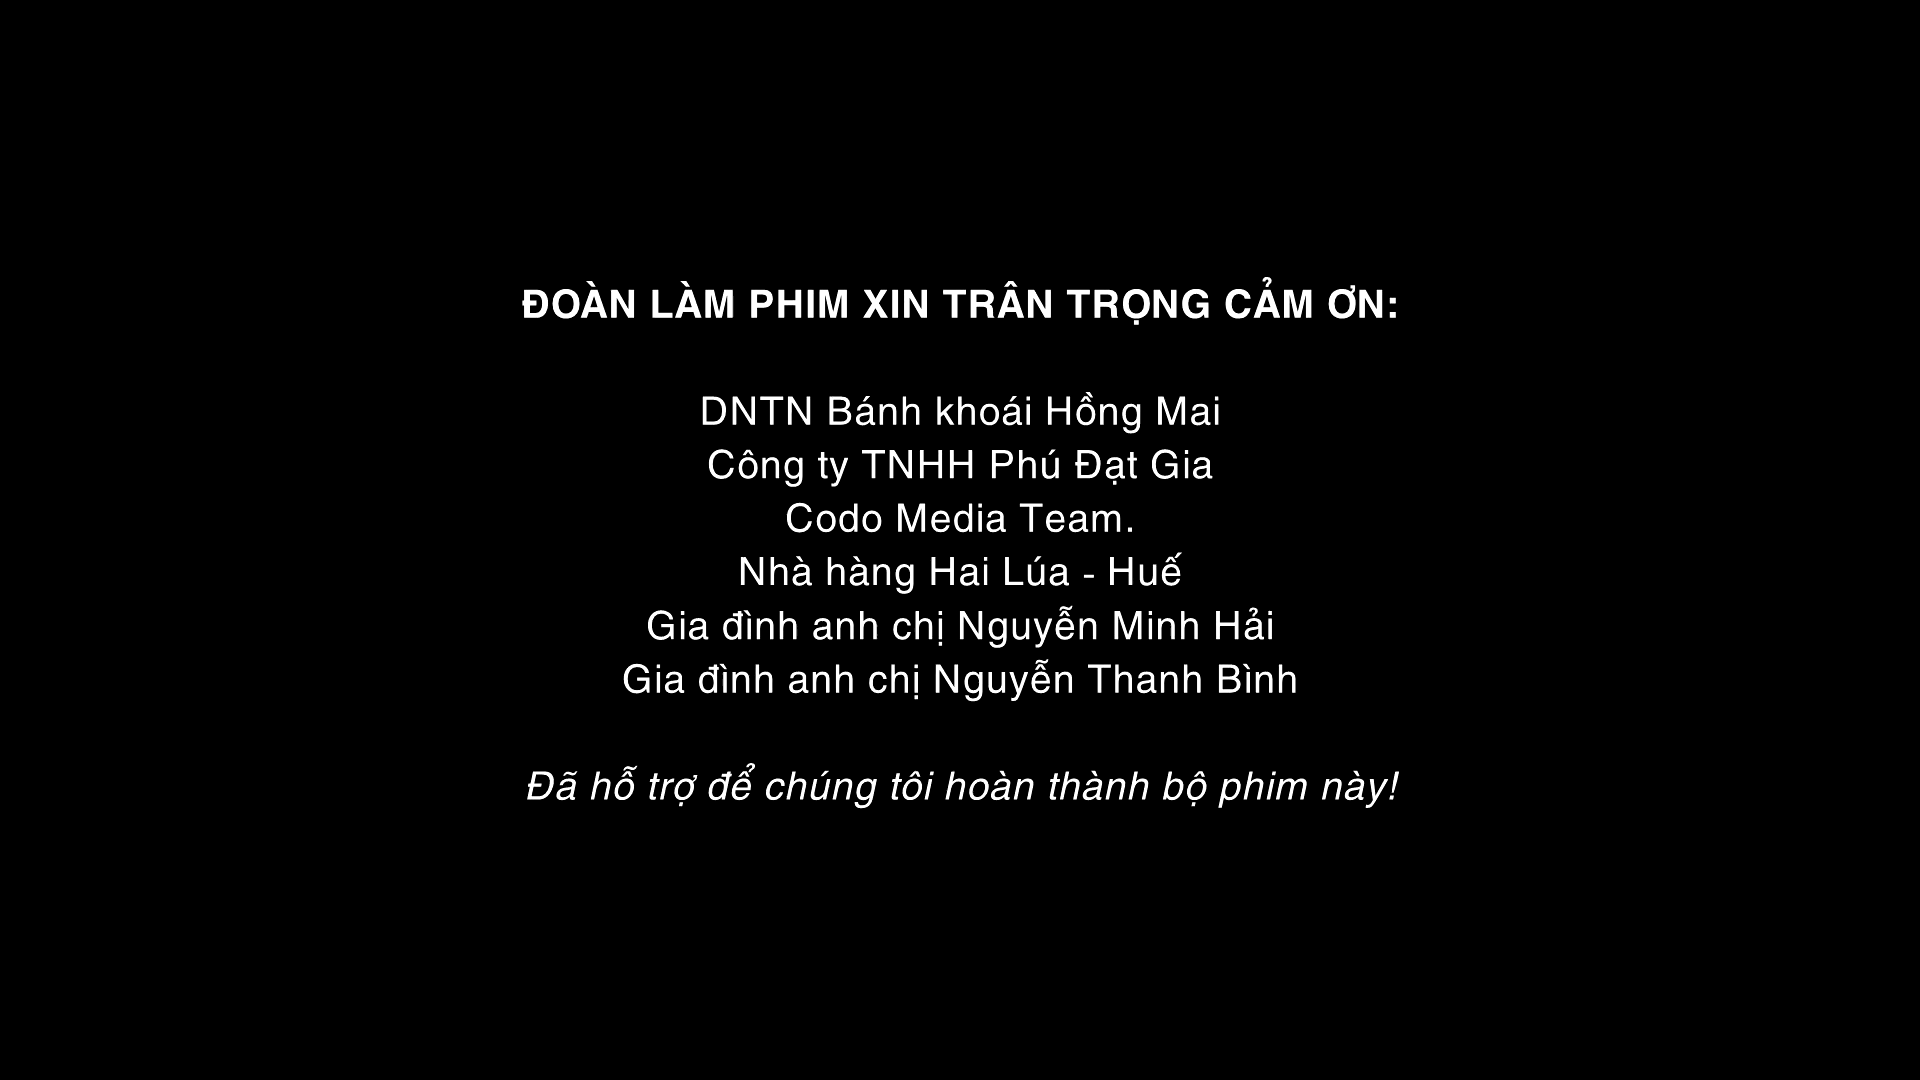 ĐOÀN LÀM PHIM XIN TRÂN TRỌNG CẢM ƠN:
DNTN Bánh khoái Hồng Mai
Công ty TNHH Phú Đạt Gia
Codo Media Team.
Nhà hàng Hai Lúa - Huế
Gia đình anh chị Nguyễn Minh Hải
Gia đình anh chị Nguyễn Thanh Bình
Đã hỗ trợ để chúng tôi hoàn thành bộ phim này!